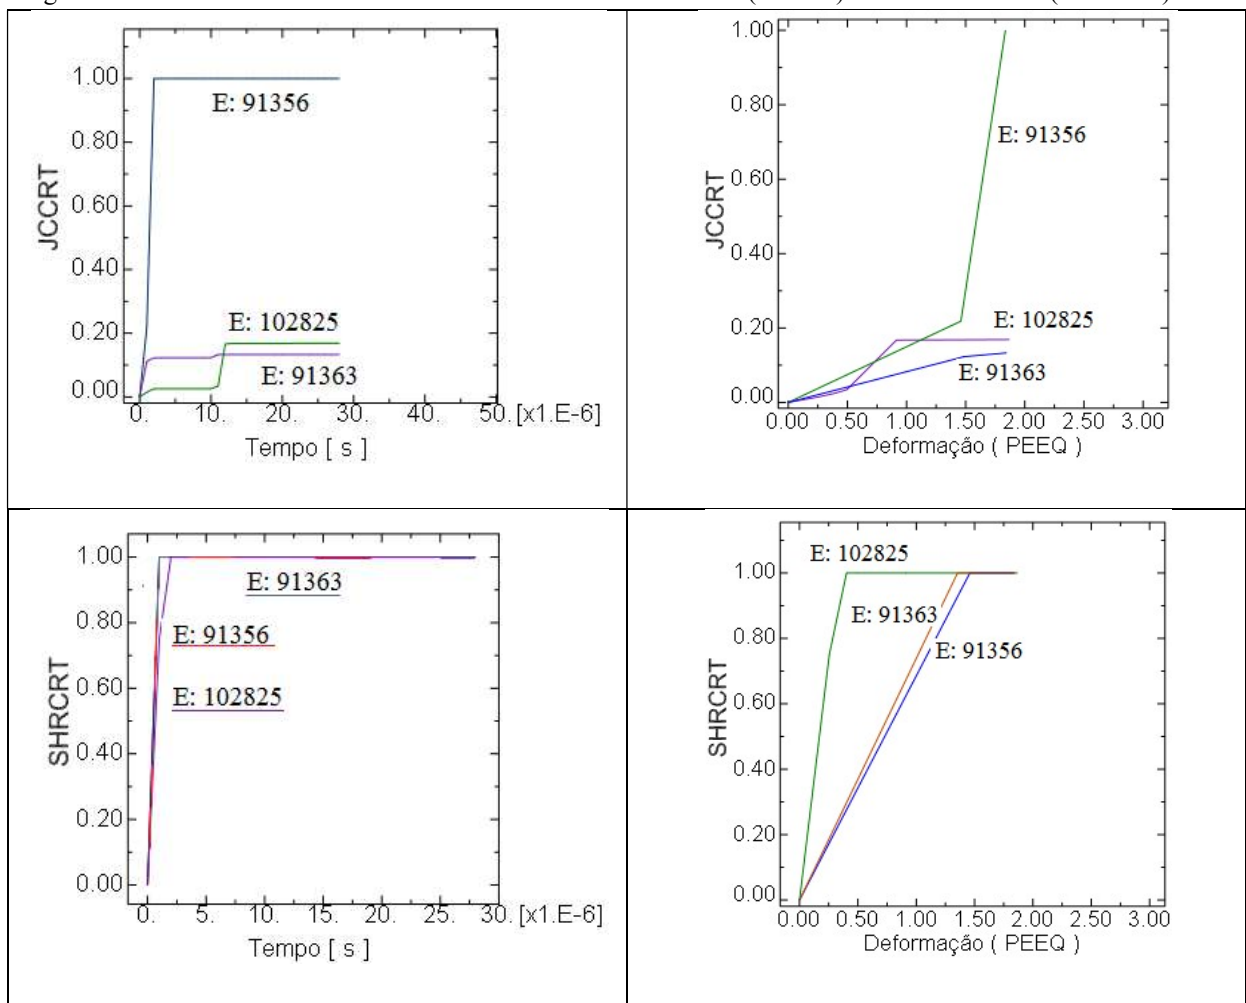 1.00
0.80
0.60
0.40
0.20
0.00
JCCRT
E: 91356
E: 102825
E: 91363
0. 10. 20. 30. 40. 50. [x1.E-6]
Tempo [ s ]
1.00
0.80
0.60
0.40
0.20
0.00
JCCRT
E: 91356
E: 102825
E: 91363
0.00 0.50 1.00 1.50 2.00 2.50 3.00
Deformação ( PEEQ )
1.00
0.80
0.60
0.40
0.20
0.00
SHRCRT
E: 91363
E: 91356
E: 102825
0. 5. 10. 15. 20. 25. 30. [x1.E-6]
Tempo [ s ]
1.00
0.80
0.60
0.40
0.20
0.00
SHRCRT
E: 102825
E: 91363
E: 91356
0.00 0.50 1.00 1.50 2.00 2.50 3.00
Deformação ( PEEQ )